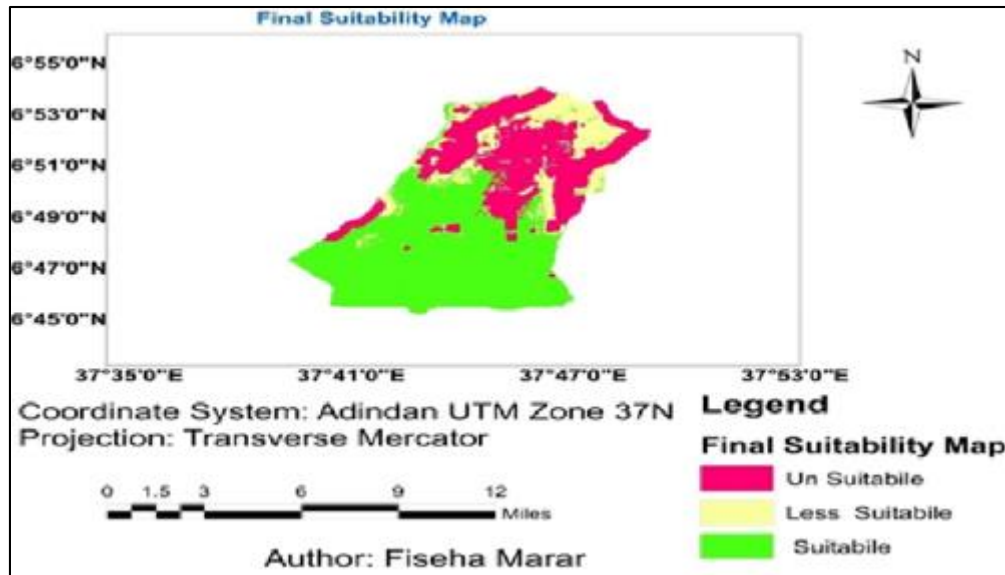 Final Suitability Map
N
6°55'0"N
6°53'0"N
6°51'0"N
6°49'0"N
6°47'0"N
6°45'0"N
37°35'0"E 37°41'0"E 37°47'0"E 37°53'0"E
Coordinate System: Adindan UTM Zone 37N
Projection: Transverse Mercator
0 1.5 3 6 9 12
Miles
Author: Fiseha Marar
Legend
Final Suitability Map
Un Suitabile
Less Suitabile
Suitabile